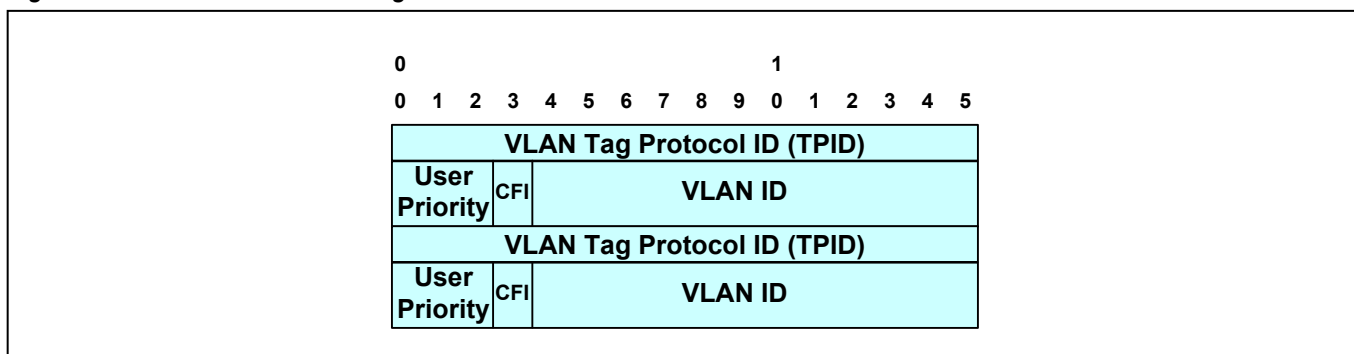 0 1
0 1 2 3 4 5 6 7 8 9 0 1 2 3 4 5
VLAN Tag Protocol ID (TPID)
User
Priority CFI VLAN ID
VLAN Tag Protocol ID (TPID)
User
Priority CFI VLAN ID